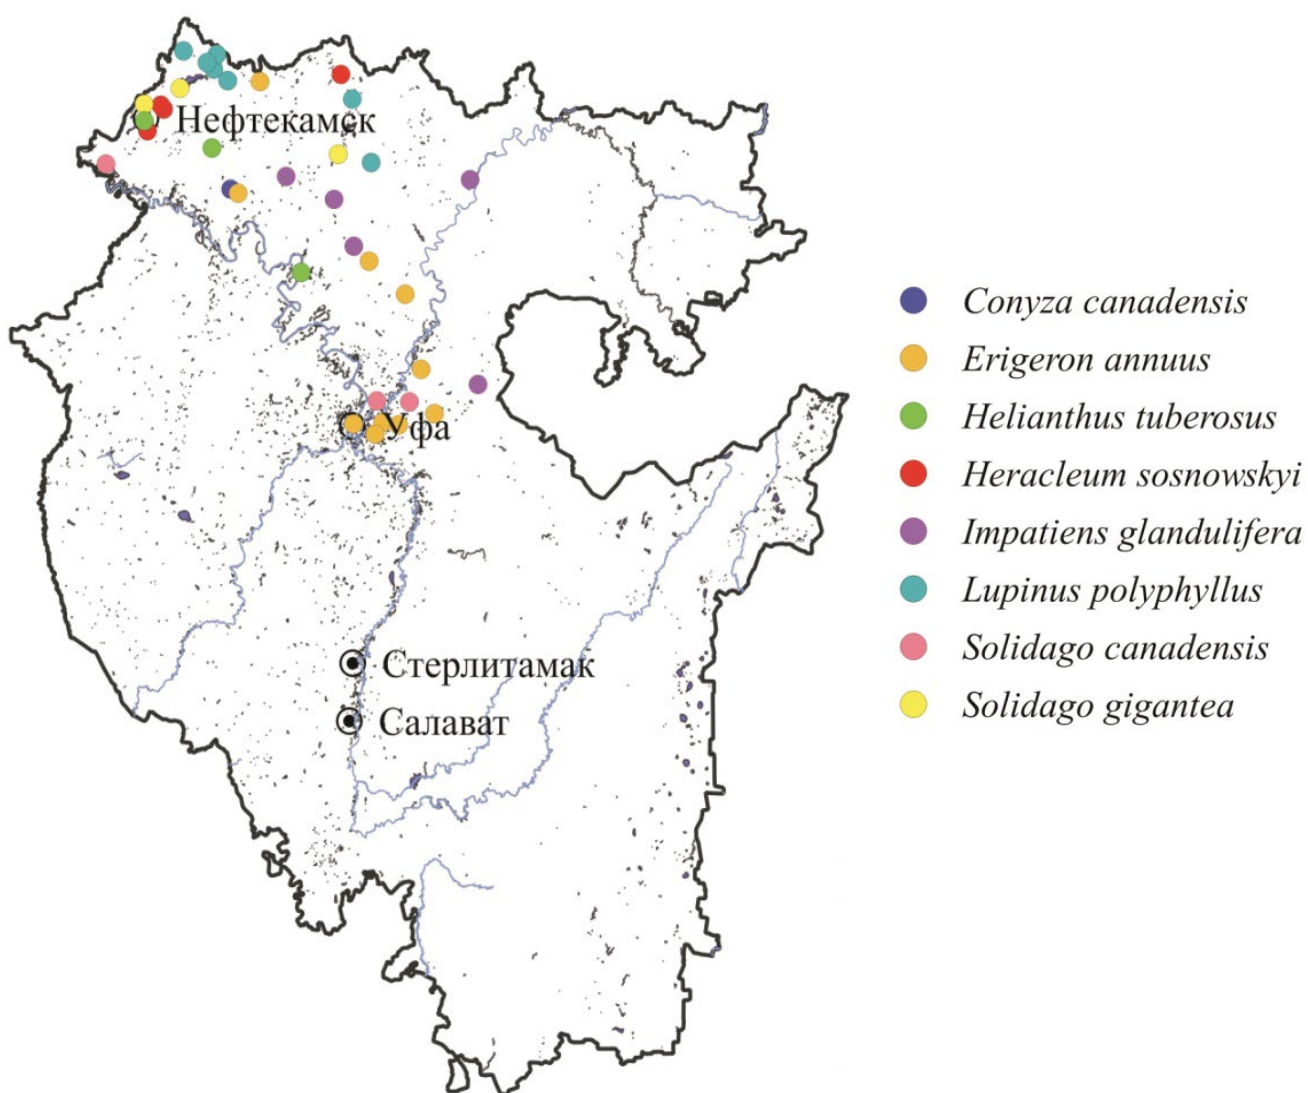 Нефтекамск
Уфа
Стерлитамак
Салават
Conyza canadensis
Erigeron annuus
Helianthus tuberosus
Heracleum sosnowskyi
Impatiens glandulifera
Lupinus polyphyllus
Solidago canadensis
Solidago gigantea